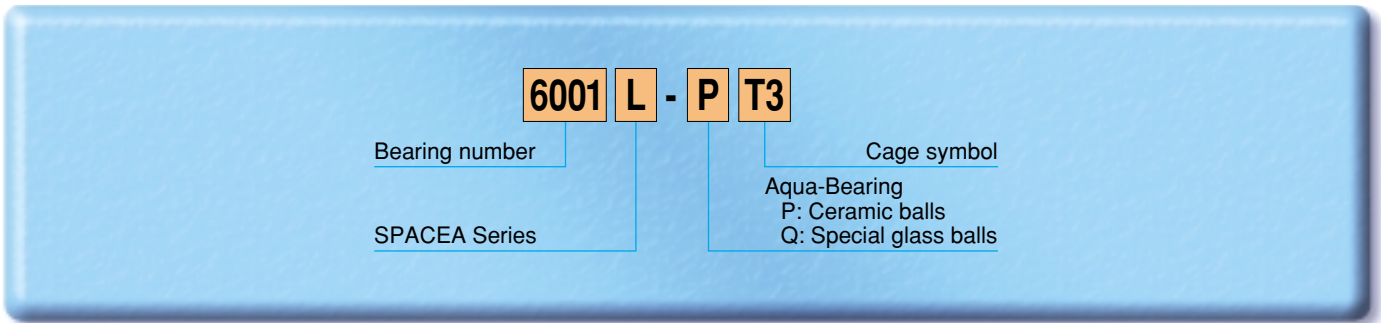 6001 L - P T3
Bearing number
Cage symbol
Aqua-Bearing
P: Ceramic balls
SPACEA Series
Q: Special glass balls